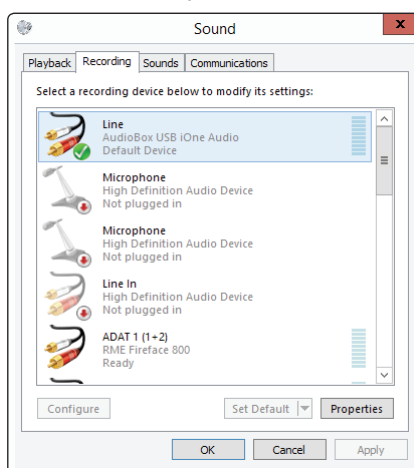 Sound
x
Playback Recording Sounds Communications
Select a recording device below to modify its settings:
Line
AudioBox USB iOne Audio
Default Device
Microphone
High Definition Audio Device
Not plugged in
Microphone
High Definition Audio Device
Not plugged in
Line In
High Definition Audio Device
Not plugged in
ADAT 1 (1+2)
RME Fireface 800
Ready
Configure Set Default Properties
OK Cancel Apply